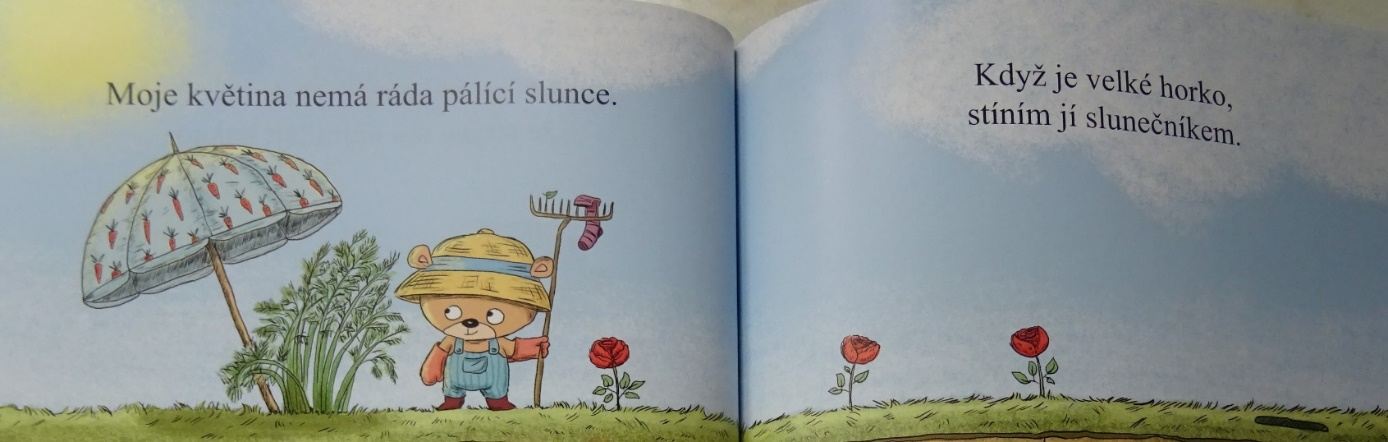 Moje květina nemá ráda pálící slunce.
Když je velké horko,
stíním jí slunečníkem.